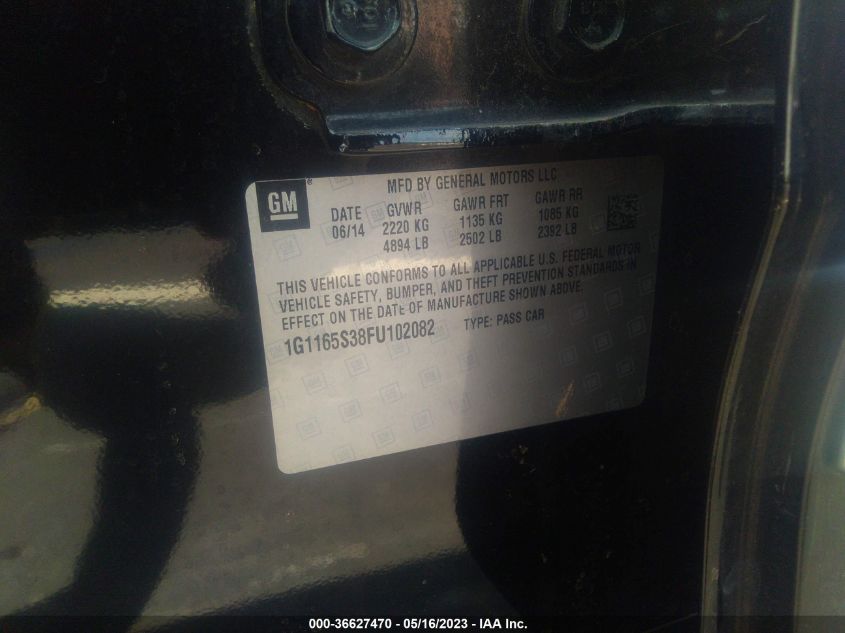 GM
®
MFD BY GENERAL MOTORS LLC
DATE GVWR GAWR FRT GAWR RR
06/14 2220 KG 1135 KG 1085 KG
4894 LB 2502 LB 2392 LB
THIS VEHICLE CONFORMS TO ALL APPLICABLE U.S. FEDERAL MOTOR
VEHICLE SAFETY, BUMPER, AND THEFT PREVENTION STANDARDS IN
EFFECT ON THE DATE OF MANUFACTURE SHOWN ABOVE.
1G1165S38FU102082 TYPE: PASS CAR
000-36627470 - 05/16/2023 - IAA Inc.